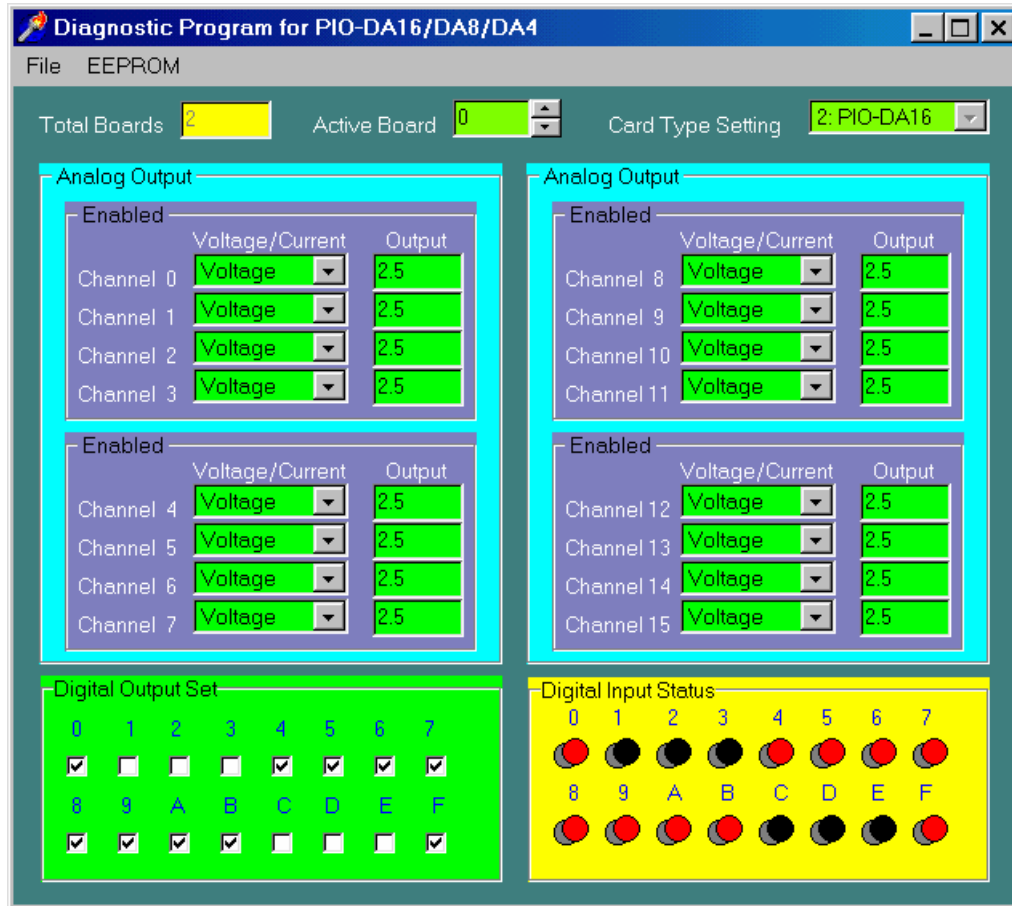 Diagnostic Program for PIO-DA16/DA8/DA4
File EEPROM
Total Boards 2 Active Board 0 Card Type Setting 2: PIO-DA16
Analog Output
Enabled
Voltage/Current Output
Channel 0 Voltage 2.5
Channel 1 Voltage 2.5
Channel 2 Voltage 2.5
Channel 3 Voltage 2.5
Enabled
Voltage/Current Output
Channel 4 Voltage 2.5
Channel 5 Voltage 2.5
Channel 6 Voltage 2.5
Channel 7 Voltage 2.5
Analog Output
Enabled
Voltage/Current Output
Channel 8 Voltage 2.5
Channel 9 Voltage 2.5
Channel 10 Voltage 2.5
Channel 11 Voltage 2.5
Enabled
Voltage/Current Output
Channel 12 Voltage 2.5
Channel 13 Voltage 2.5
Channel 14 Voltage 2.5
Channel 15 Voltage 2.5
Digital Output Set
0 1 2 3 4 5 6 7
8 9 A B C D E F
Digital Input Status
0 1 2 3 4 5 6 7
8 9 A B C D E F